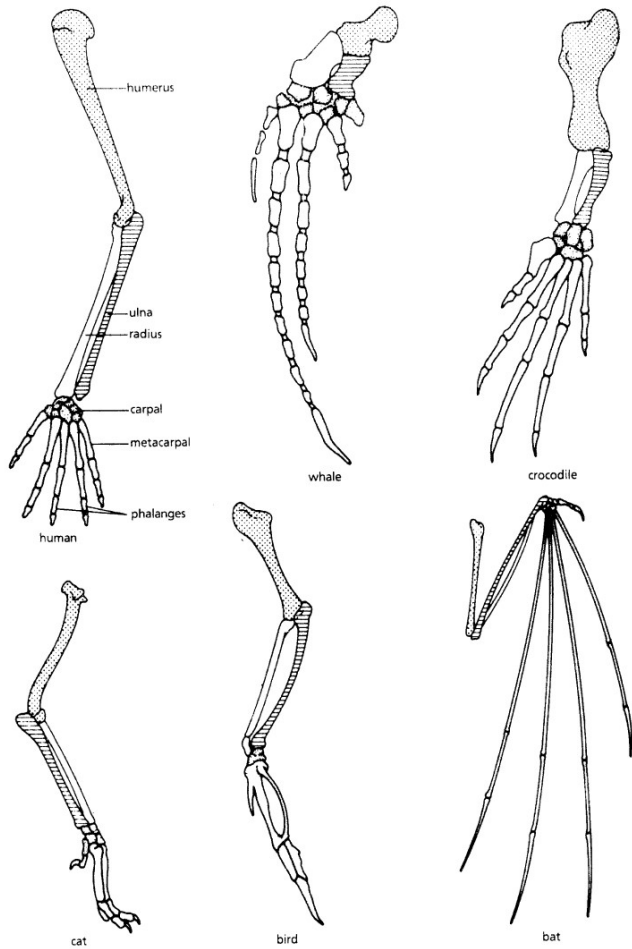 humerus
ulna
radius
carpal
metacarpal
phalanges
human
whale
crocodile
cat
bird
bat